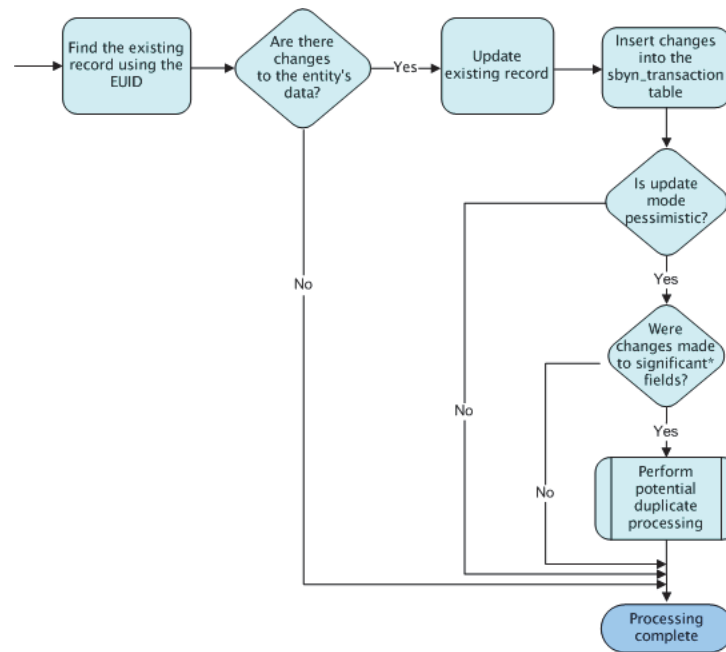 Find the existing
record using the
EUID
Are there
changes
to the entity's
data?
Yes
Update
existing record
Insert changes
into the
sbyn_transaction
table
Is update
mode
pessimistic?
No
Yes
Were
changes made
to significant*
fields?
No
Yes
Perform
potential
duplicate
processing
No
Processing
complete